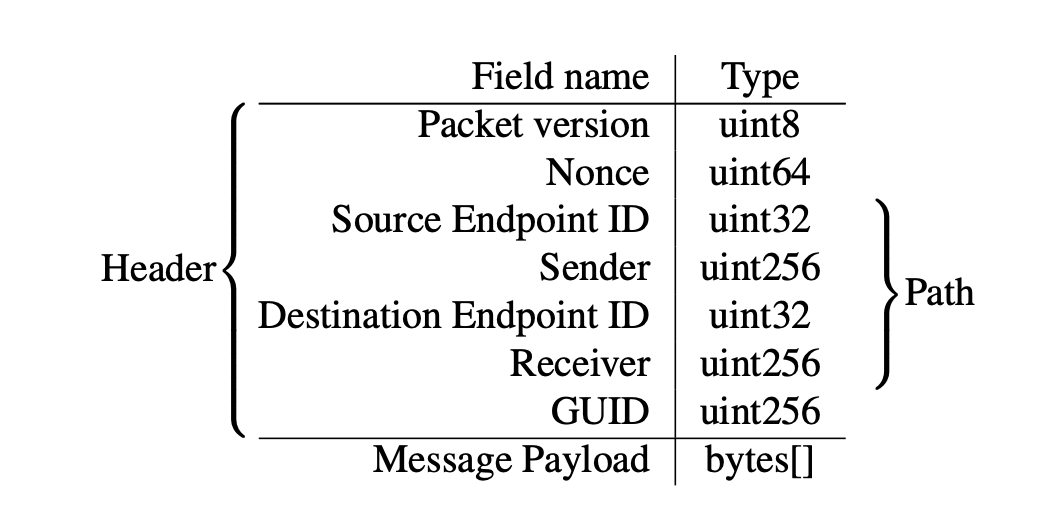 Field name Type
Packet version uint8
Nonce uint64
Source Endpoint ID uint32
Header Sender uint256
Destination Endpoint ID uint32
Path
Receiver uint256
GUID uint256
Message Payload bytes[]